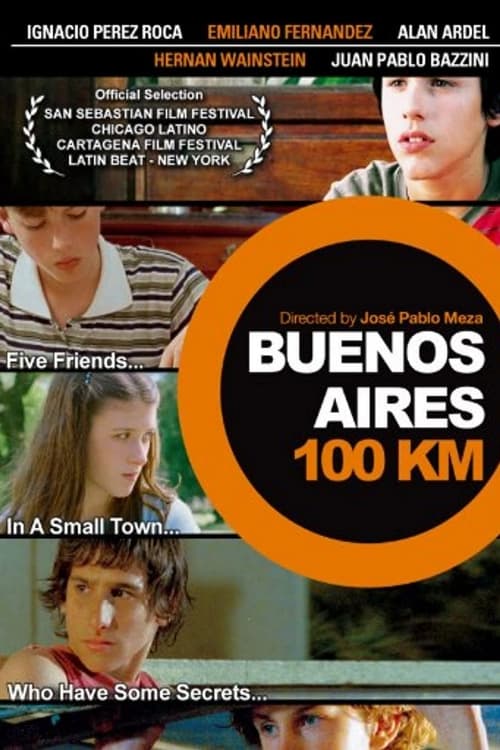 IGNACIO PEREZ ROCA EMILIANO FERNANDEZ ALAN ARDEL
HERNAN WAINSTEIN JUAN PABLO BAZZINI
Official Selection
SAN SEBASTIAN FILM FESTIVAL
CHICAGO LATINO
CARTAGENA FILM FESTIVAL
LATIN BEAT - NEW YORK
Directed by José Pablo Meza
BUENOS
AIRES
100 KM
Five Friends...
In A Small Town...
Who Have Some Secrets...